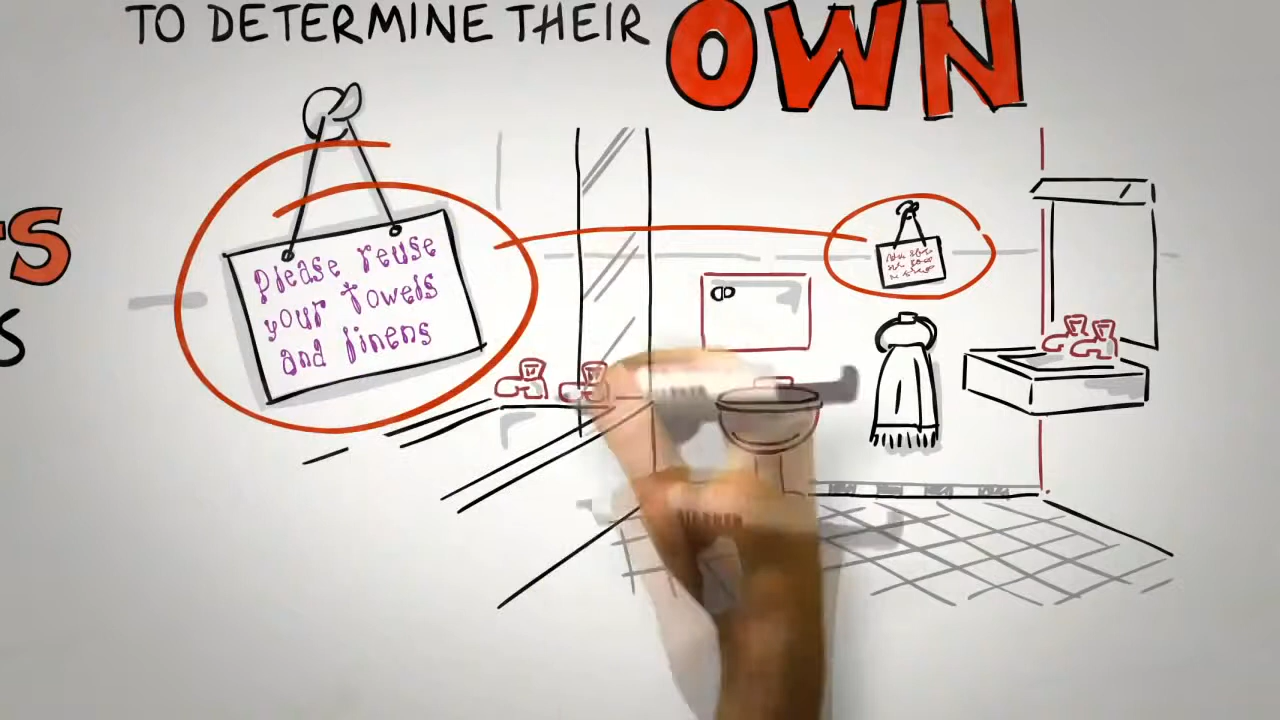 TO DETERMINE THEIR OWN
S
S
please reuse
your towels
and linens